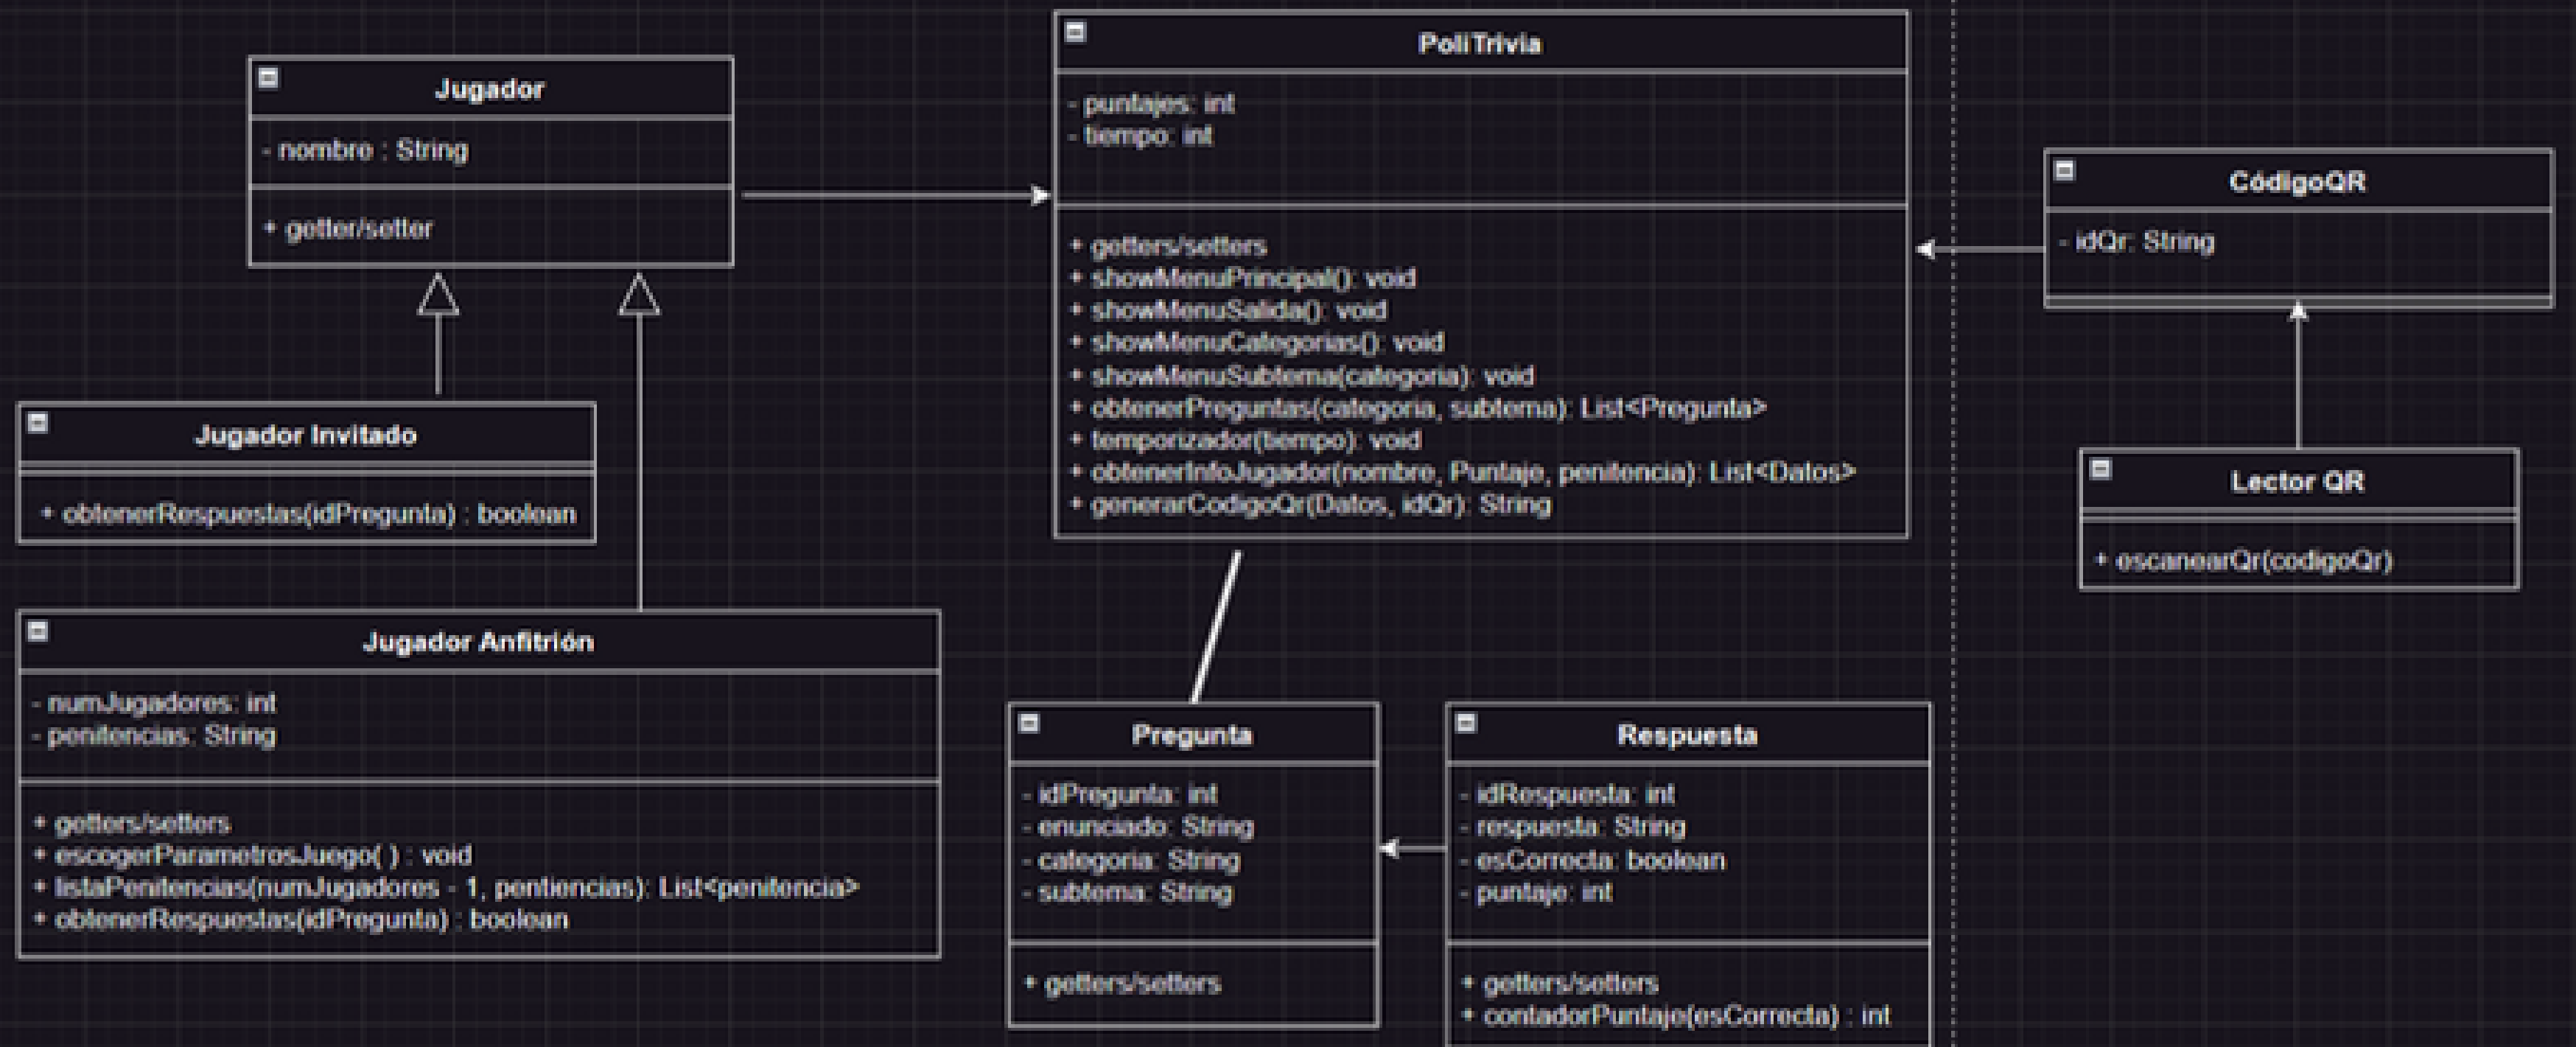 Jugador
- nombre : String
+ getter/setter
Jugador Invitado
+ obtenerRespuestas(idPregunta) : boolean
Jugador Anfitrión
- numJugadores: int
- penitencias: String
+ getters/setters
+ escogerParametrosJuego( ) : void
+ listaPenitencias(numJugadores - 1, pentiencias): List<penitencia>
+ obtenerRespuestas(idPregunta) : boolean
PoliTrivia
- puntajes: int
- tiempo: int
+ getters/setters
+ showMenuPrincipal(): void
+ showMenuSalida(): void
+ showMenuCategorias(): void
+ showMenuSubtema(categoria): void
+ obtenerPreguntas(categoria, subtema): List<Pregunta>
+ temporizador(tiempo): void
+ obtenerInfoJugador(nombre, Puntaje, penitencia): List<Datos>
+ generarCodigoQr(Datos, idQr): String
Pregunta
- idPregunta: int
- enunciado: String
- categoria: String
- subtema: String
+ getters/setters
Respuesta
- idRespuesta: int
- respuesta: String
- esCorrecta: boolean
- puntaje: int
+ getters/setters
+ contadorPuntaje(esCorrecta) : int
CódigoQR
- idQr: String
Lector QR
+ escanearQr(codigoQr)